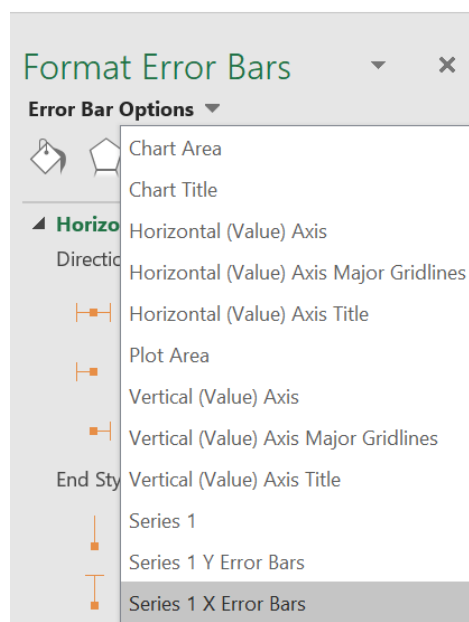 Format Error Bars
Error Bar Options
Chart Area
Chart Title
Horizo
Horizontal (Value) Axis
Directic
Horizontal (Value) Axis Major Gridlines
Horizontal (Value) Axis Title
Plot Area
Vertical (Value) Axis
Vertical (Value) Axis Major Gridlines
End Sty
Vertical (Value) Axis Title
Series 1
Series 1 Y Error Bars
Series 1 X Error Bars